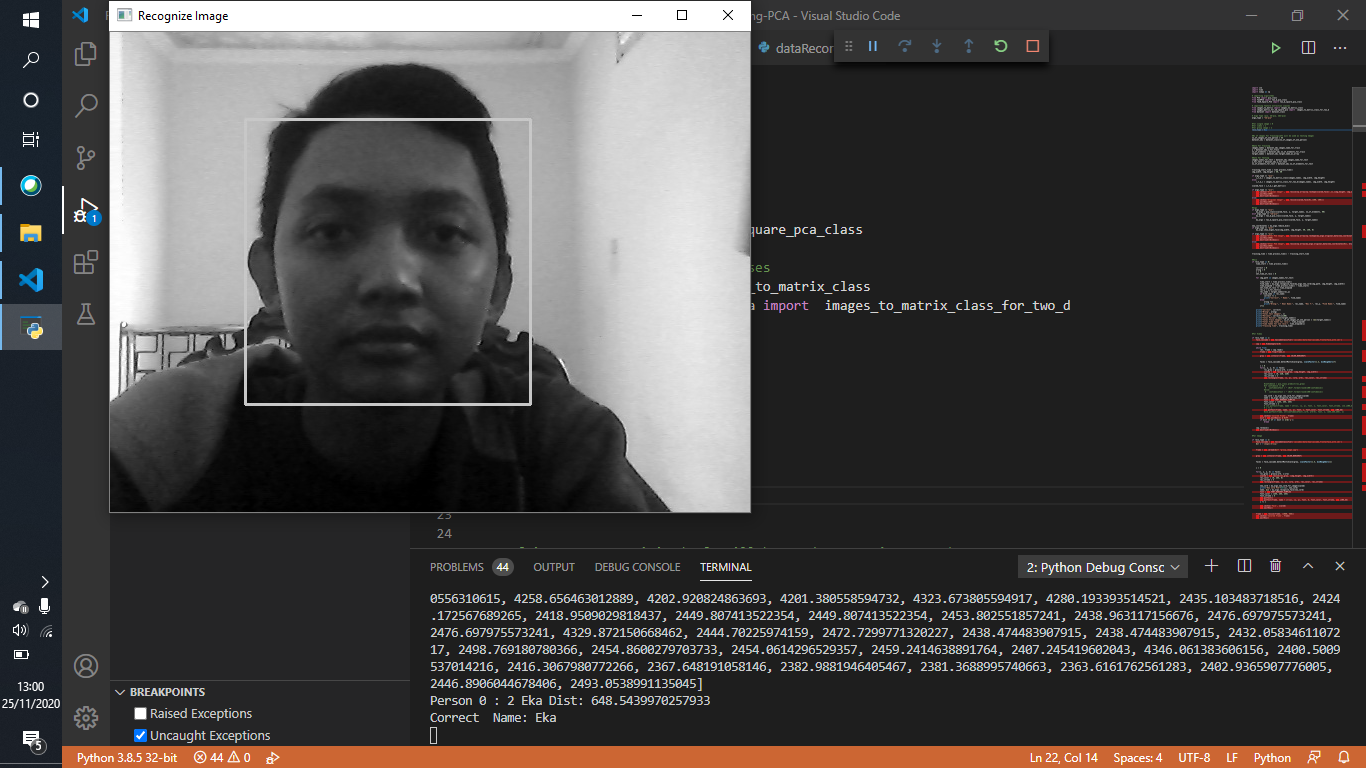 Recognize Image
ng-PCA - Visual Studio Code
dataRecon
quare_pca_class
ses
_to_matrix_class
a import images_to_matrix_class_for_two_d
23
24
1
PROBLEMS 44 OUTPUT DEBUG CONSOLE TERMINAL 2: Python Debug Consc
0556310615, 4258.656463012889, 4202.920824863693, 4201.380558594732, 4323.673805594917, 4280.193393514521, 2435.103483718516, 2424
.172567689265, 2418.9509029818437, 2449.807413522354, 2449.807413522354, 2453.802551857241, 2438.963117156676, 2476.697975573241,
2476.697975573241, 4329.872150668462, 2444.70225974159, 2472.7299771320227, 2438.474483907915, 2438.474483907915, 2432.05834611072
17, 2498.769180780366, 2454.8600279703733, 2454.0614296529357, 2459.2414638891764, 2407.245419602043, 4346.061383606156, 2400.5009
537014216, 2416.3067980772266, 2367.648191058146, 2382.9881946405467, 2381.3688995740663, 2363.6161762561283, 2402.9365907776005,
2446.8906044678406, 2493.0538991135045]
Person 0 : 2 Eka Dist: 648.5439970257933
Correct  Name: Eka
BREAKPOINTS
Raised Exceptions
Uncaught Exceptions
13:00
25/11/2020
5
Python 3.8.5 32-bit 44 0 Ln 22, Col 14 Spaces: 4 UTF-8 LF Python